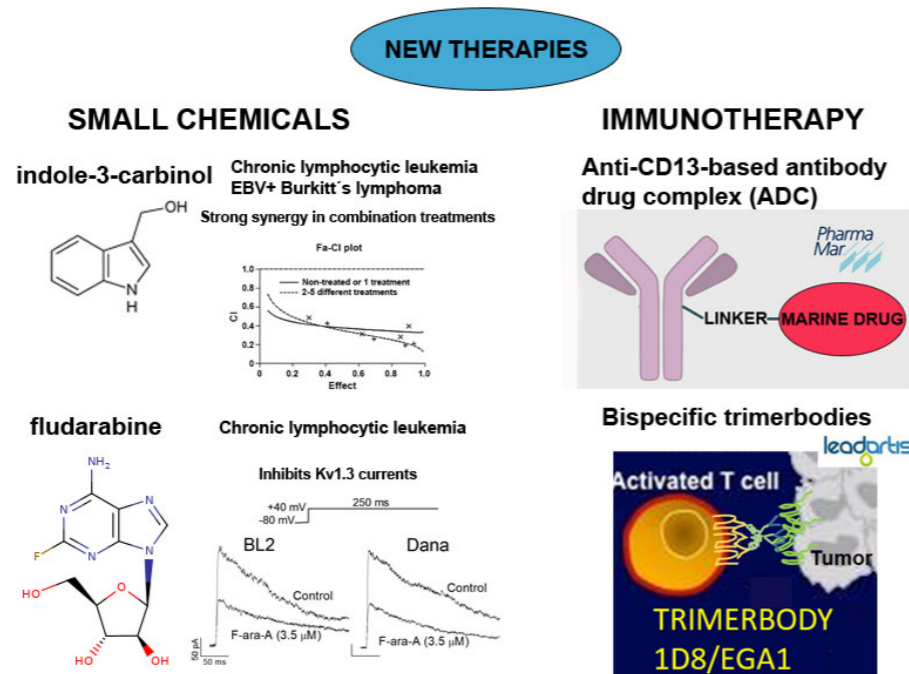 NEW THERAPIES
SMALL CHEMICALS
indole-3-carbinol
OH
N
H
Chronic lymphocytic leukemia
EBV+ Burkitt´s lymphoma
Strong synergy in combination treatments
Fa-CI plot
Non-treated or 1 treatment
2-5 different treatments
CI
1.0
0.8
0.6
0.4
0.2
0
0.2
0.4
0.6
0.8
1.0
Effect
fludarabine
NH2
N
N
N
N
F
HO
O
HO
OH
Chronic lymphocytic leukemia
Inhibits Kv1.3 currents
+40 mV
250 ms
-80 mV
BL2
Control
F-ara-A (3.5 µM)
50 pA
50 ms
Dana
Control
F-ara-A (3.5 µM)
IMMUNOTHERAPY
Anti-CD13-based antibody
drug complex (ADC)
Pharma
Mar
LINKER
MARINE DRUG
Bispecific trimerbodies
leadartis
Activated T cell
Tumor
TRIMERBODY
1D8/EGA1